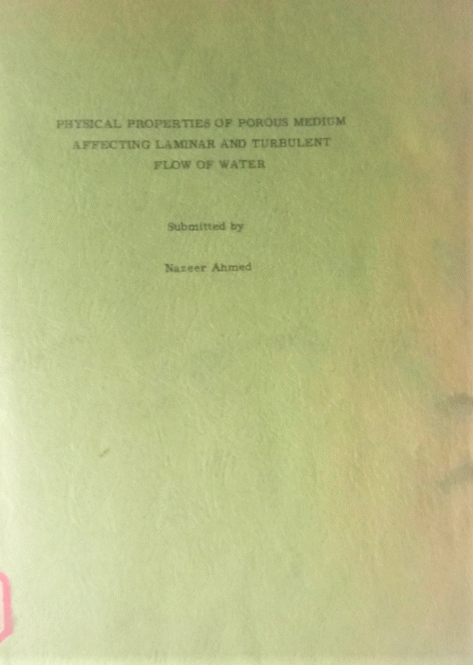 PHYSICAL PROPERTIES OF POROUS MEDIUM
AFFECTING LAMINAR AND TURBULENT
FLOW OF WATER
Submitted by
Nazeer Ahmed